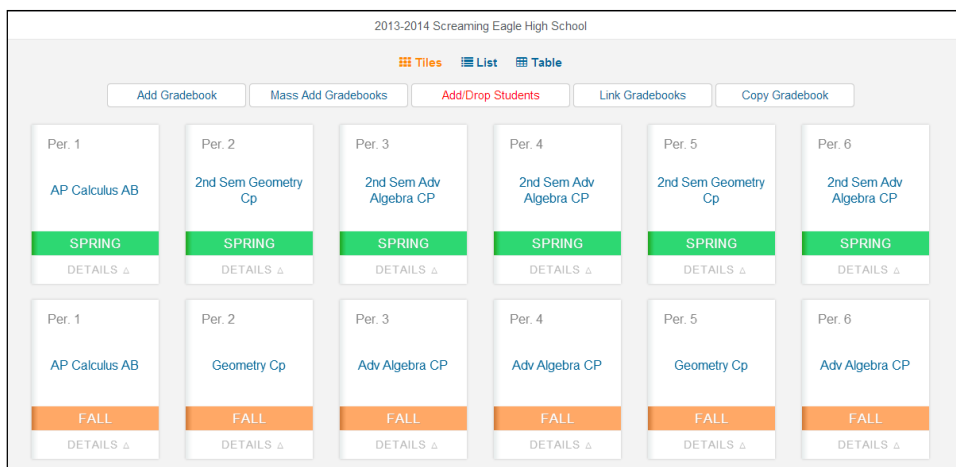 2013-2014 Screaming Eagle High School
Tiles List Table
Add Gradebook Mass Add Gradebooks Add/Drop Students Link Gradebooks Copy Gradebook
Per. 1
AP Calculus AB
SPRING
DETAILS △
Per. 2
2nd Sem Geometry
Cp
SPRING
DETAILS △
Per. 3
2nd Sem Adv
Algebra CP
SPRING
DETAILS △
Per. 4
2nd Sem Adv
Algebra CP
SPRING
DETAILS △
Per. 5
2nd Sem Geometry
Cp
SPRING
DETAILS △
Per. 6
2nd Sem Adv
Algebra CP
SPRING
DETAILS △
Per. 1
AP Calculus AB
FALL
DETAILS △
Per. 2
Geometry Cp
FALL
DETAILS △
Per. 3
Adv Algebra CP
FALL
DETAILS △
Per. 4
Adv Algebra CP
FALL
DETAILS △
Per. 5
Geometry Cp
FALL
DETAILS △
Per. 6
Adv Algebra CP
FALL
DETAILS △